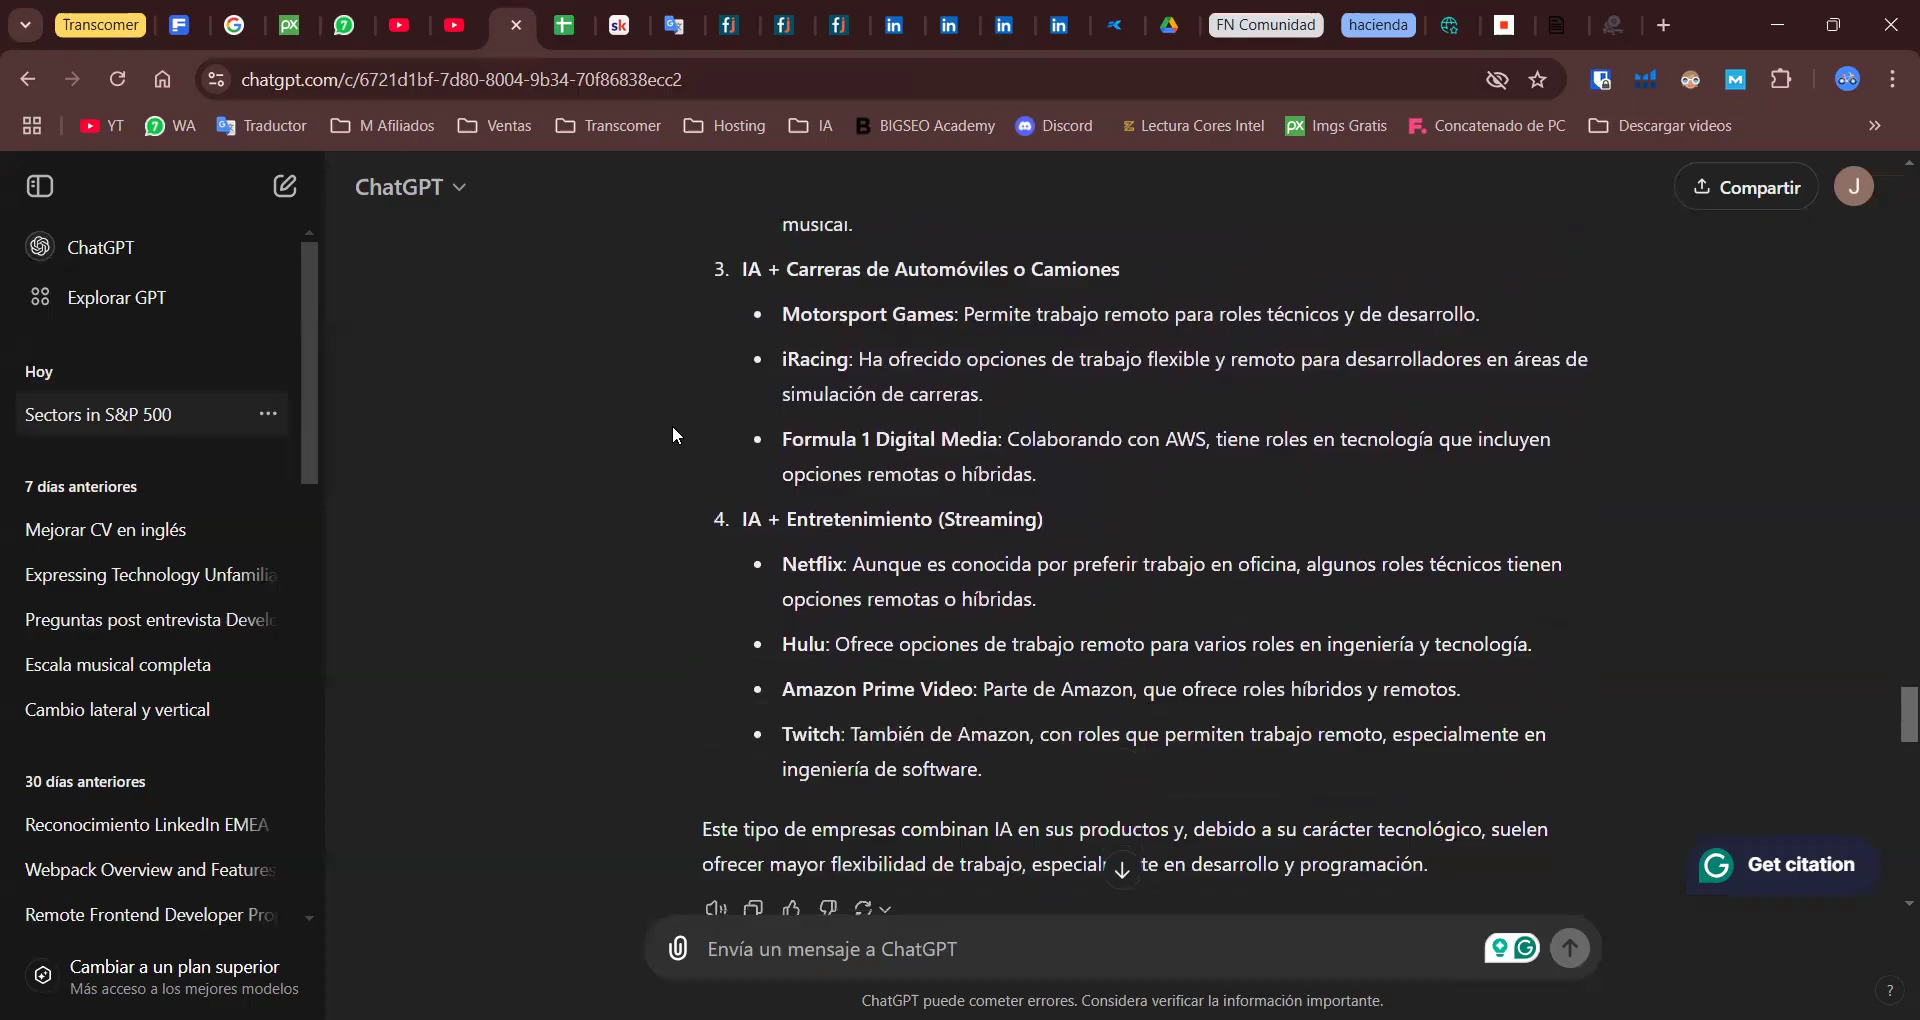 Transcomer
FN Comunidad
hacienda
chatgpt.com/c/6721d1bf-7d80-8004-9b34-70f86838ecc2
YT
WA
Traductor
M Afiliados
Ventas
Transcomer
Hosting
IA
BIGSEO Academy
Discord
Lectura Cores Intel
Imgs Gratis
Concatenado de PC
Descargar videos
ChatGPT
Explorar GPT
Hoy
Sectors in S&P 500
7 días anteriores
Mejorar CV en inglés
Expressing Technology Unfamilia
Preguntas post entrevista Develo
Escala musical completa
Cambio lateral y vertical
30 días anteriores
Reconocimiento LinkedIn EMEA
Webpack Overview and Features
Remote Frontend Developer Pro
Cambiar a un plan superior
Más acceso a los mejores modelos
ChatGPT
Compartir
J
musical.
3. IA + Carreras de Automóviles o Camiones
• Motorsport Games: Permite trabajo remoto para roles técnicos y de desarrollo.
• iRacing: Ha ofrecido opciones de trabajo flexible y remoto para desarrolladores en áreas de
simulación de carreras.
• Formula 1 Digital Media: Colaborando con AWS, tiene roles en tecnología que incluyen
opciones remotas o híbridas.
4. IA + Entretenimiento (Streaming)
• Netflix: Aunque es conocida por preferir trabajo en oficina, algunos roles técnicos tienen
opciones remotas o híbridas.
• Hulu: Ofrece opciones de trabajo remoto para varios roles en ingeniería y tecnología.
• Amazon Prime Video: Parte de Amazon, que ofrece roles híbridos y remotos.
• Twitch: También de Amazon, con roles que permiten trabajo remoto, especialmente en
ingeniería de software.
Este tipo de empresas combinan IA en sus productos y, debido a su carácter tecnológico, suelen
ofrecer mayor flexibilidad de trabajo, especial te en desarrollo y programación.
Get citation
Envía un mensaje a ChatGPT
ChatGPT puede cometer errores. Considera verificar la información importante.
?